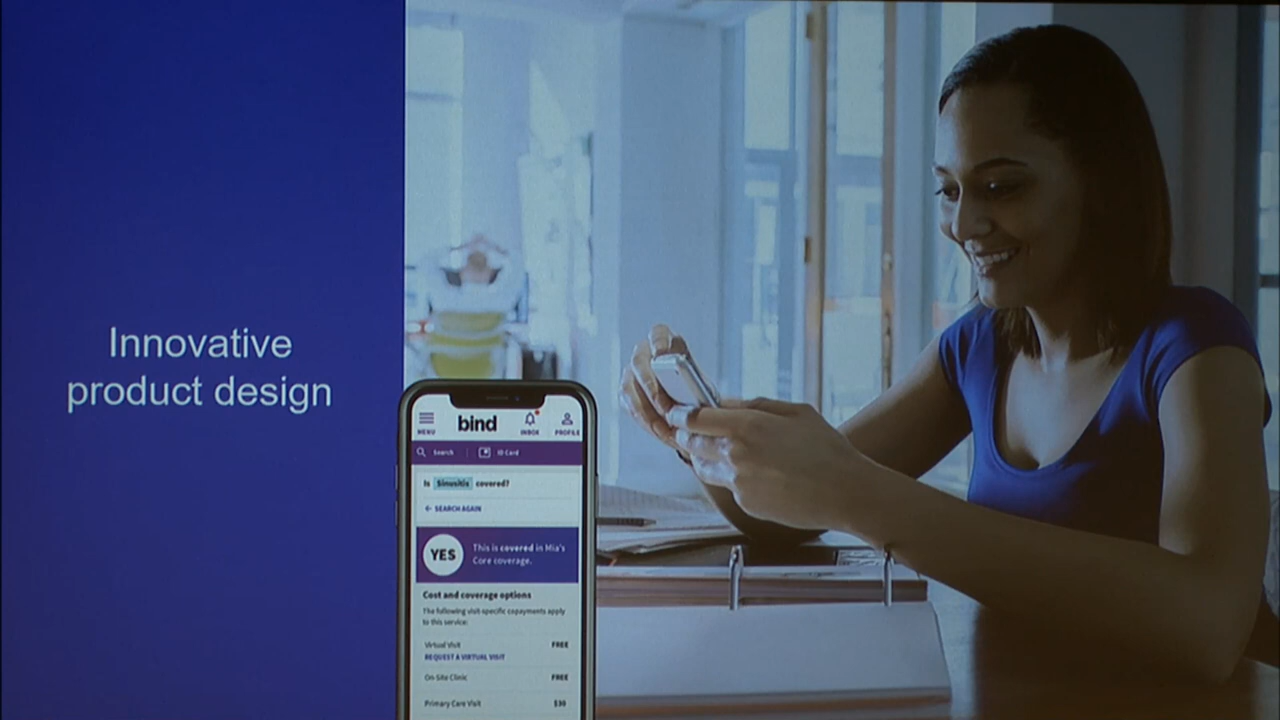 Innovative
product design
bind
MENU
INBOX
PROFILE
Search
ID Card
Is Sinusitis covered?
← SEARCH AGAIN
YES
This is covered in Mia's
Core coverage.
Cost and coverage options
The following visit-specific copayments apply
to this service:
Virtual Visit FREE
REQUEST A VIRTUAL VISIT
On-Site Clinic FREE
Primary Care Visit $30